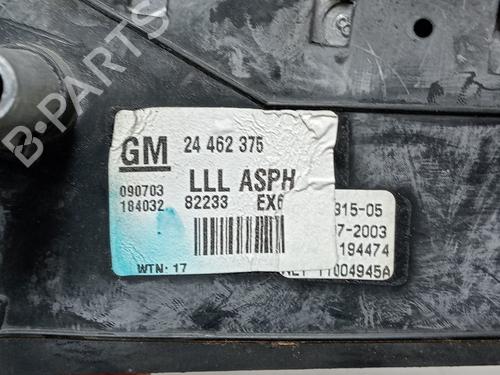 B-PARTS
GM 24 462 375
090703 LLL ASPH
184032 82233 EX6
315-05
7-2003
194474
11004945A
WTN: 17